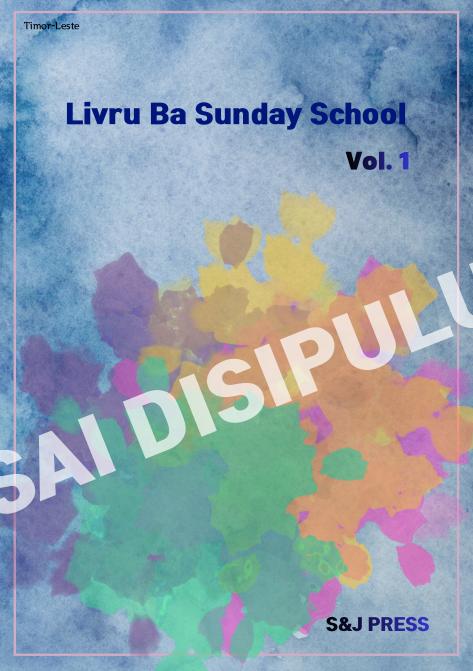 Timor-Leste
Livru Ba Sunday School
Vol. 1
SAI DISIPULU
S&J PRESS